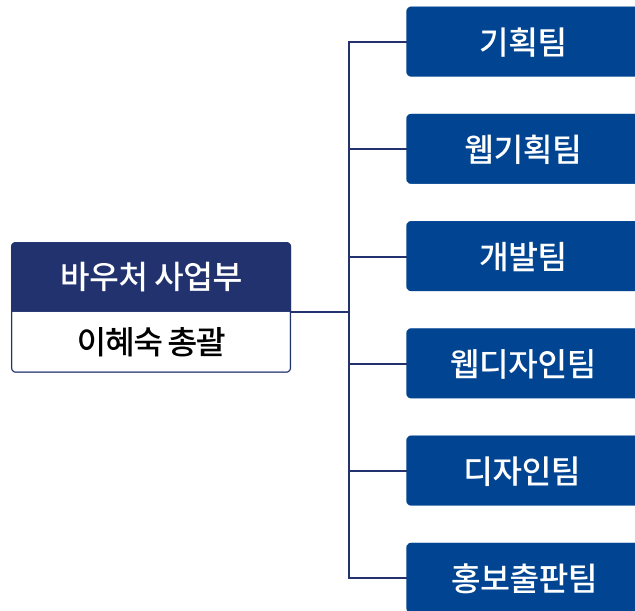 바우처 사업부
이혜숙 총괄
기획팀
웹기획팀
개발팀
웹디자인팀
디자인팀
홍보출판팀